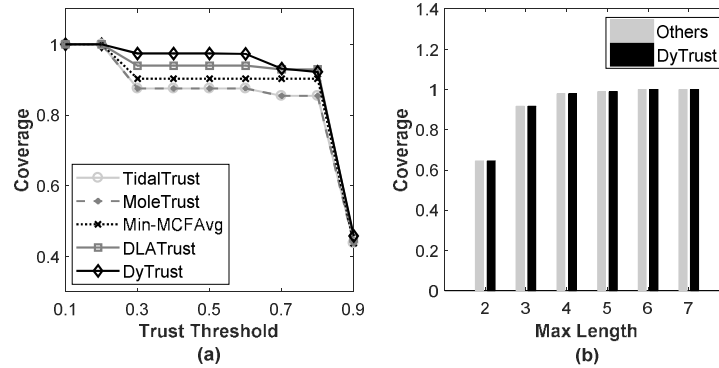 1
0.8
0.6
0.4
Coverage
TidalTrust
MoleTrust
Min-MCFAvg
DLATrust
DyTrust
0.1
0.3
0.5
0.7
0.9
Trust Threshold
(a)
1.4
1.2
1
0.8
0.6
0.4
0.2
0
Coverage
Others
DyTrust
2
3
4
5
6
7
Max Length
(b)